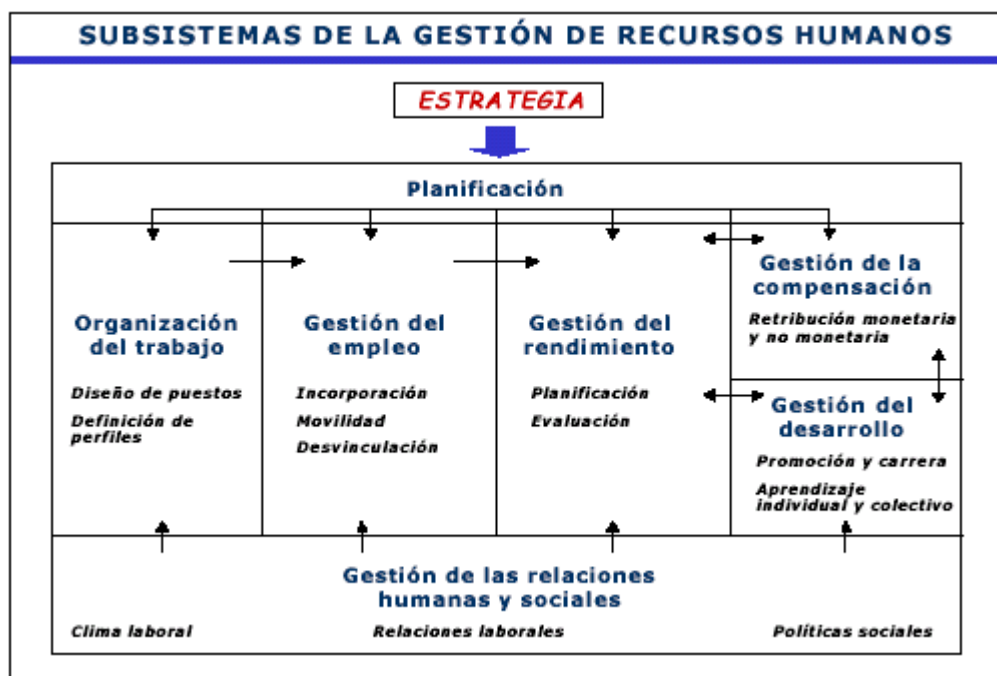 SUBSISTEMAS DE LA GESTIÓN DE RECURSOS HUMANOS
ESTRATEGIA
Planificación
Organización
del trabajo
Diseño de puestos
Definición de
perfiles
Gestión del
empleo
Incorporación
Movilidad
Desvinculación
Gestión del
rendimiento
Planificación
Evaluación
Gestión de la
compensación
Retribución monetaria
y no monetaria
Gestión del
desarrollo
Promoción y carrera
Aprendizaje
individual y colectivo
Gestión de las relaciones
humanas y sociales
Clima laboral
Relaciones laborales
Políticas sociales